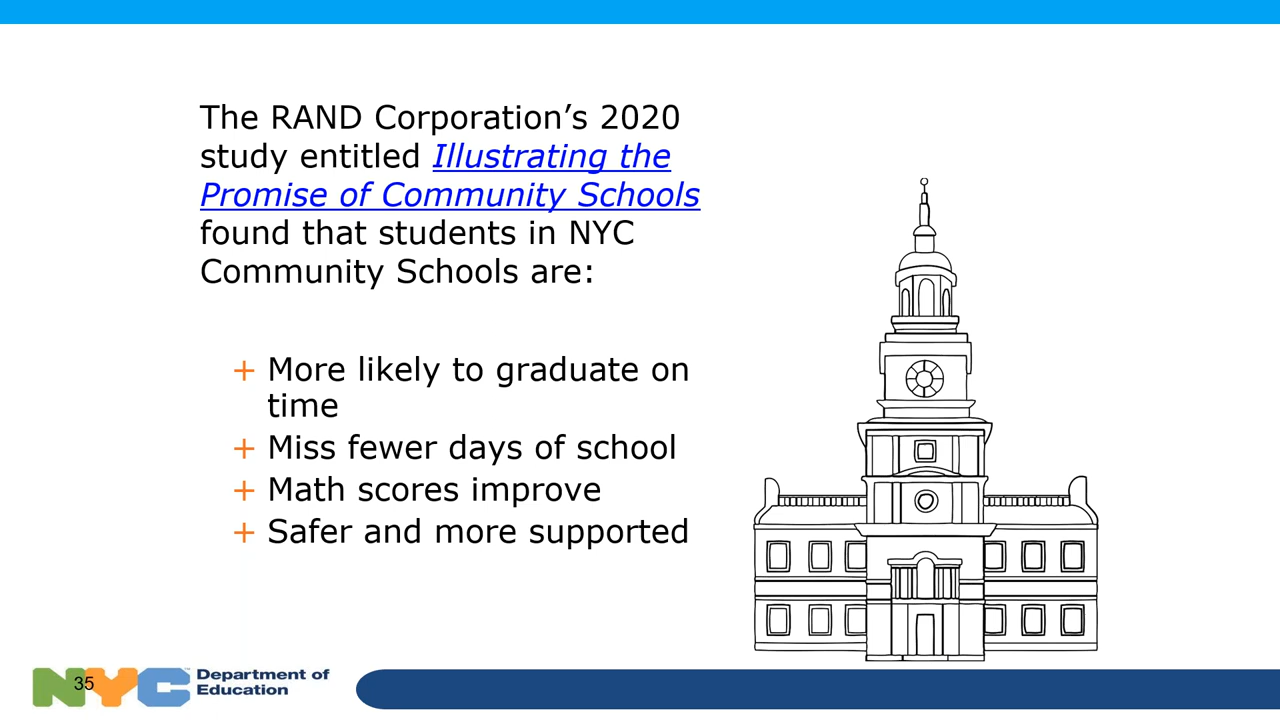 The RAND Corporation’s 2020
study entitled Illustrating the
Promise of Community Schools
found that students in NYC
Community Schools are:
+ More likely to graduate on
time
+ Miss fewer days of school
+ Math scores improve
+ Safer and more supported
NYC
35
Department of
Education